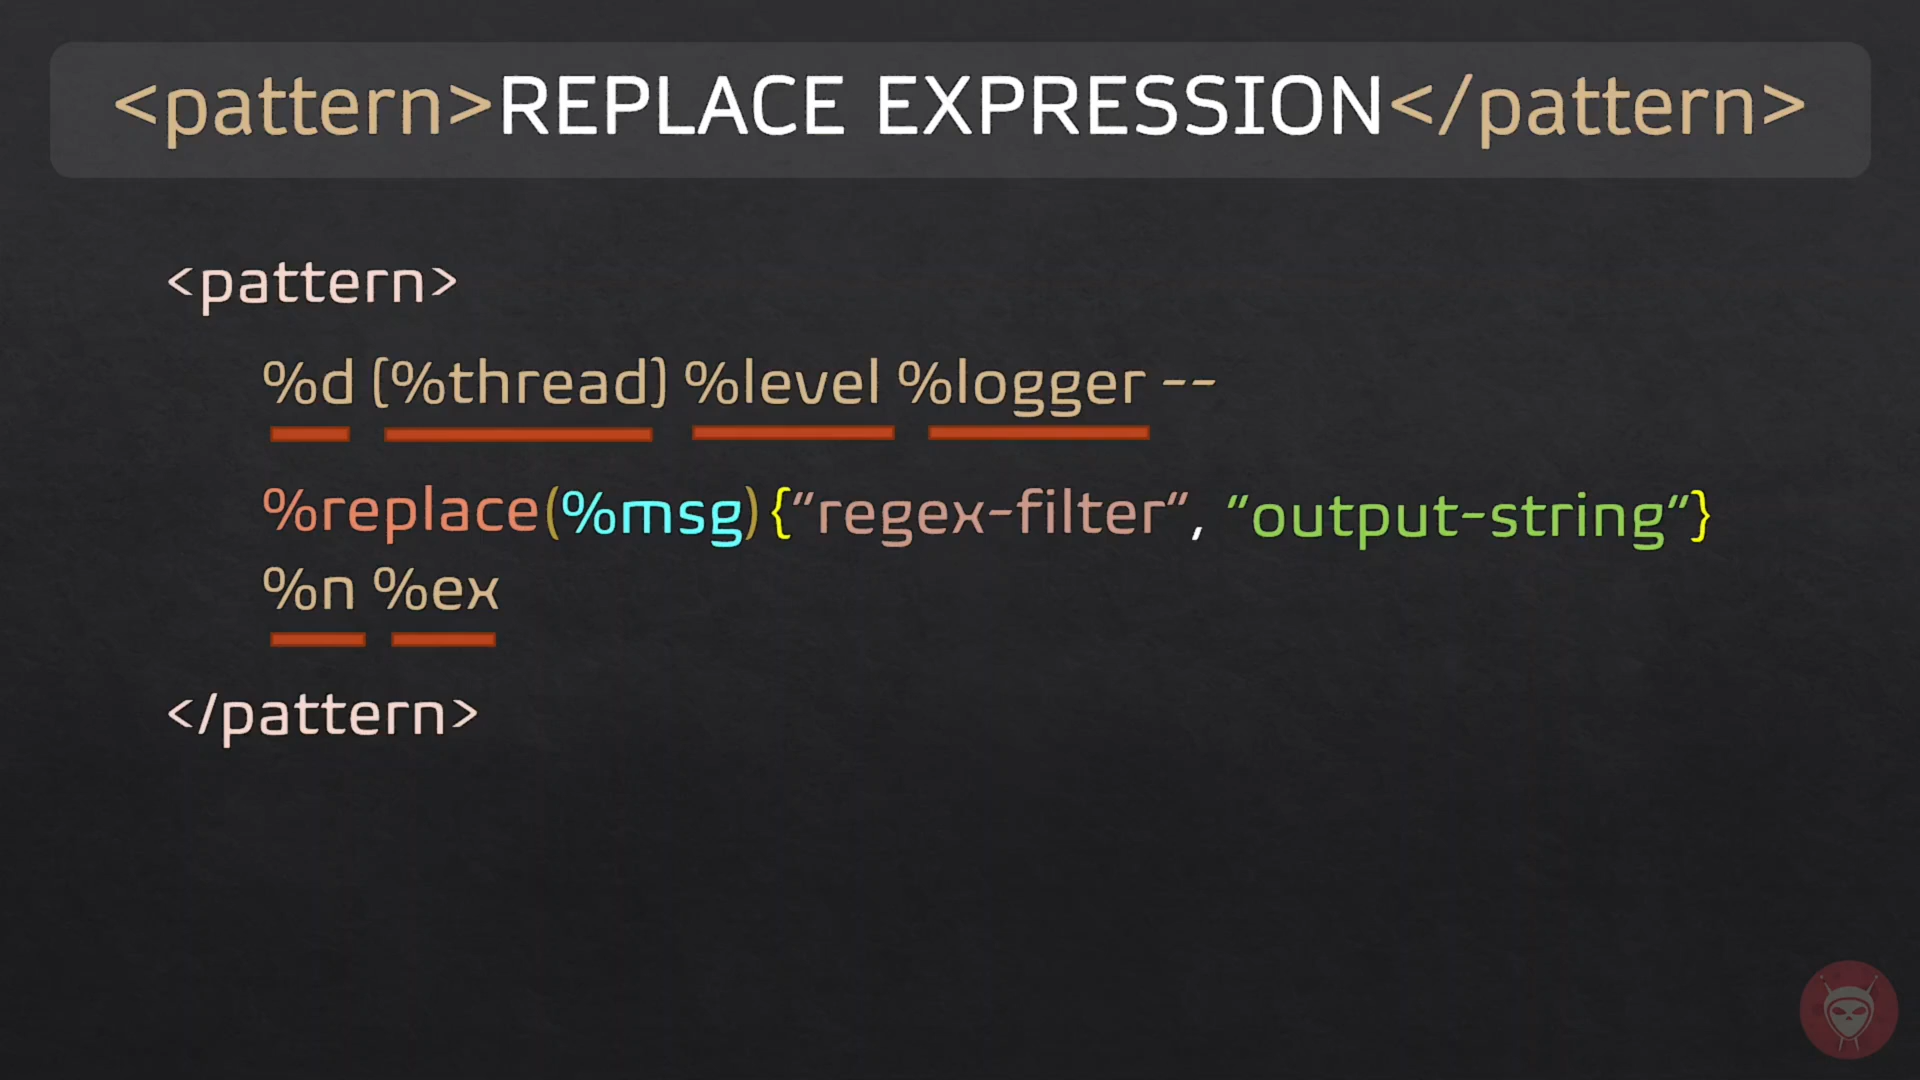 <pattern>REPLACE EXPRESSION</pattern>
<pattern>
%d (%thread) %level %logger --
%replace(%msg){“regex-filter”, “output-string”}
%n %ex
</pattern>